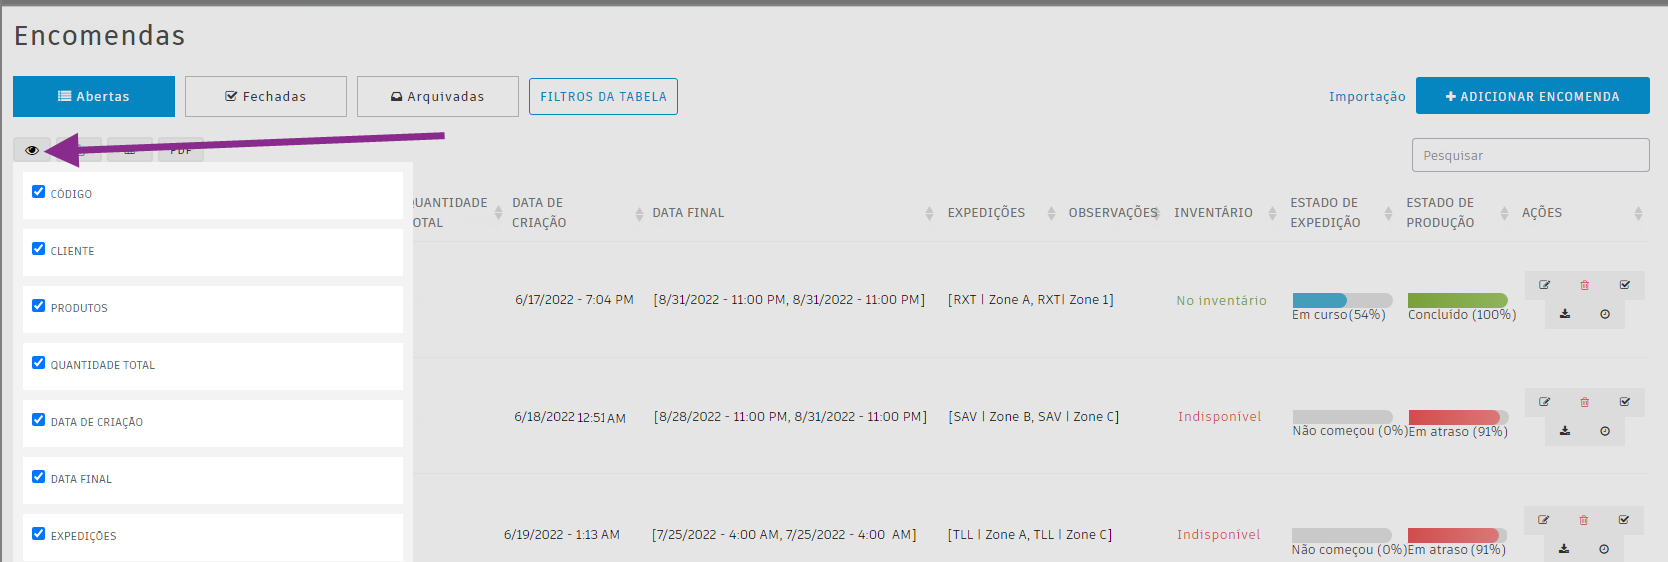 Encomendas
Abertas
Fechadas
Arquivadas
FILTROS DA TABELA
Importação
ADICIONAR ENCOMENDA
PDF
Pesquisar
CÓDIGO
CLIENTE
PRODUTOS
QUANTIDADE TOTAL
DATA DE CRIAÇÃO
DATA FINAL
EXPEDIÇÕES
DATA DE
CRIAÇÃO
DATA FINAL
EXPEDIÇÕES
OBSERVAÇÕES
INVENTÁRIO
ESTADO DE
EXPEDIÇÃO
ESTADO DE
PRODUÇÃO
AÇÕES
6/17/2022 - 7:04 PM
[8/31/2022 - 11:00 PM, 8/31/2022 - 11:00 PM]
[RXT | Zone A, RXT| Zone 1]
No inventário
Em curso(54%)
Concluído (100%)
6/18/2022 12:51 AM
[8/28/2022 - 11:00 PM, 8/31/2022 - 11:00 PM]
[SAV | Zone B, SAV | Zone C]
Indisponível
Não começou (0%)
Em atraso (91%)
6/19/2022 - 1:13 AM
[7/25/2022 - 4:00 AM, 7/25/2022 - 4:00 AM]
[TLL | Zone A, TLL | Zone C]
Indisponível
Não começou (0%)
Em atraso (91%)